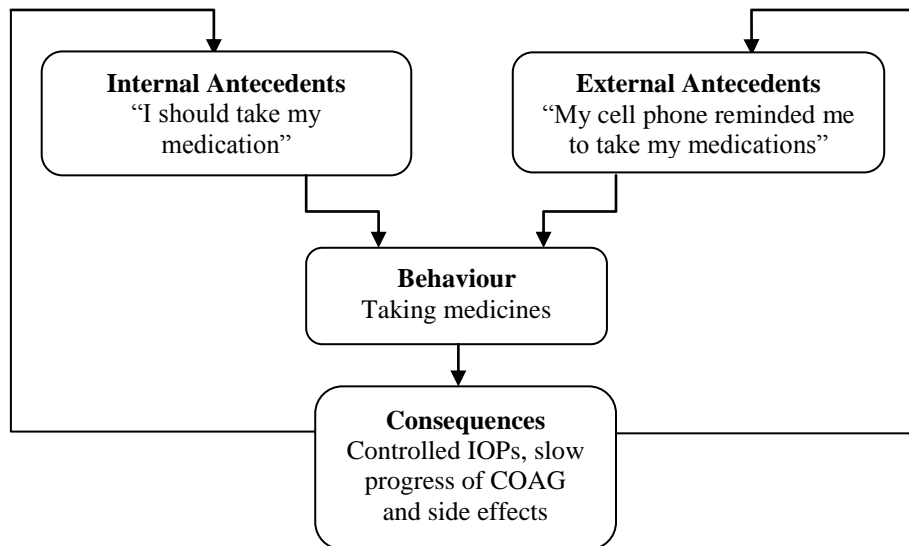 Internal Antecedents
“I should take my
medication”
External Antecedents
“My cell phone reminded me
to take my medications”
Behaviour
Taking medicines
Consequences
Controlled IOPs, slow
progress of COAG
and side effects